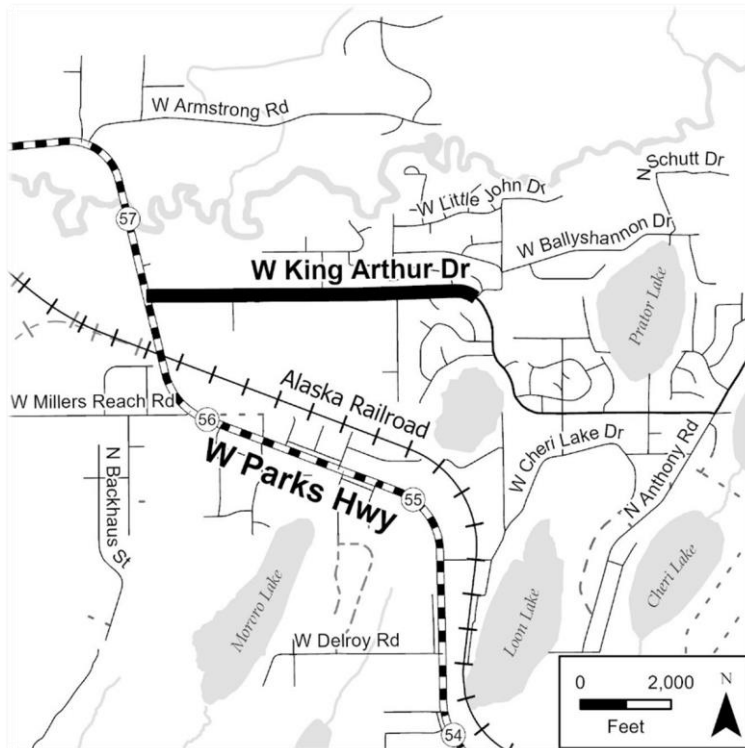 W Armstrong Rd
N Schutt Dr
W Little John Dr
57
W Ballyshannon Dr
W King Arthur Dr
Prator Lake
Alaska Railroad
W Millers Reach Rd
56
W Parks Hwy
W Cheri Lake Dr
N Anthony Rd
N Backhaus St
55
Morvro Lake
Loon Lake
Cheri Lake
W Delroy Rd
0 2,000
Feet
N
54